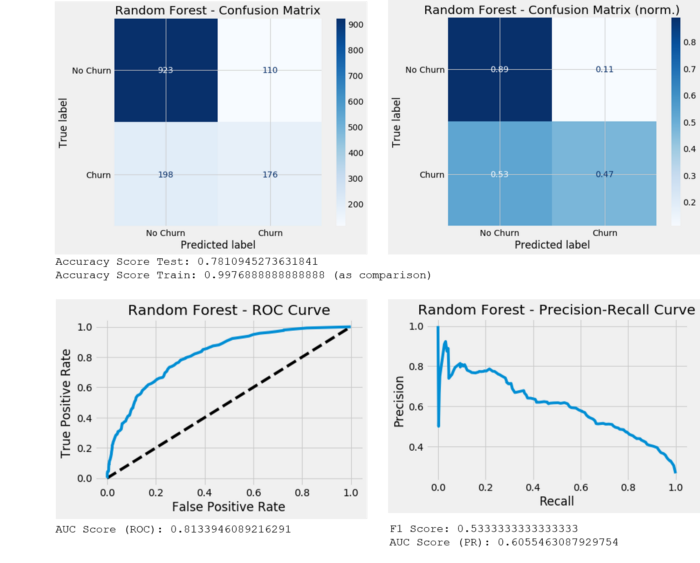 Random Forest - Confusion Matrix
No Churn
Churn
True label
923
110
198
176
No Churn
Churn
Predicted label
900
800
700
600
500
400
300
200
Accuracy Score Test: 0.7810945273631841
Accuracy Score Train: 0.9976888888888888 (as comparison)
Random Forest - Confusion Matrix (norm.)
No Churn
Churn
True label
0.89
0.11
0.53
0.47
No Churn
Churn
Predicted label
0.8
0.7
0.6
0.5
0.4
0.3
0.2
Random Forest - ROC Curve
True Positive Rate
1.0
0.8
0.6
0.4
0.2
0.0
0.0
0.2
0.4
0.6
0.8
1.0
False Positive Rate
AUC Score (ROC): 0.8133946089216291
Random Forest - Precision-Recall Curve
Precision
1.0
0.8
0.6
0.4
0.0
0.2
0.4
0.6
0.8
1.0
Recall
F1 Score: 0.5333333333333333
AUC Score (PR): 0.6055463087929754